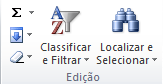 Σ
Classificar Localizar e
e Filtrar Selecionar
Edição